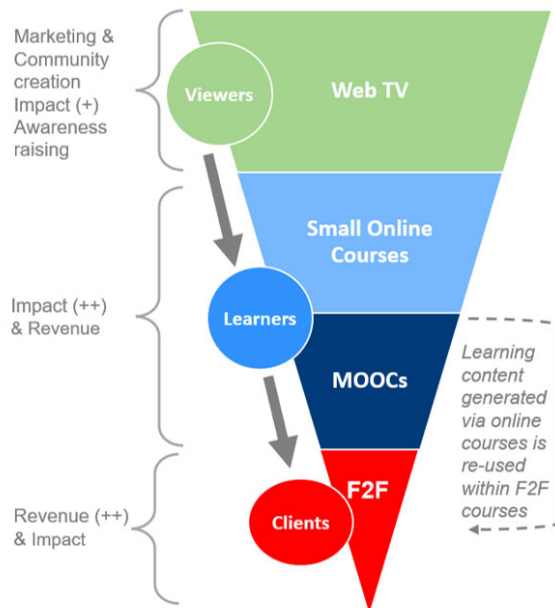 Marketing &
Community
creation
Impact (+)
Awareness
raising
Viewers
Web TV
Small Online
Courses
Impact (++)
& Revenue
Learners
MOOCs
Learning
content
generated
via online
courses is
re-used
within F2F
courses
F2F
Revenue (++)
& Impact
Clients